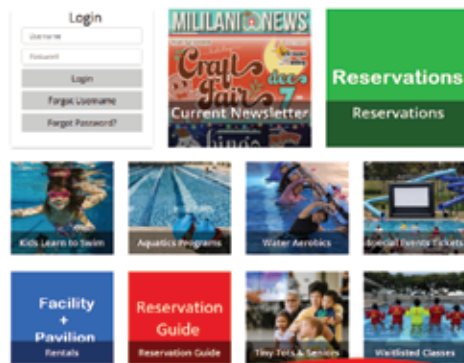 Login
Username
Password
Login
Forgot Username
Forgot Password?
MILILANI NEWS
Craft
Fair
dec
7
Current Newsletter
Reservations
Reservations
Kids Learn to Swim
Aquatics Programs
Water Aerobics
Special Events Tickets
Facility
+
Pavilion
Rentals
Reservation
Guide
Reservation Guide
Tiny Tots & Seniors
Waitlisted Classes